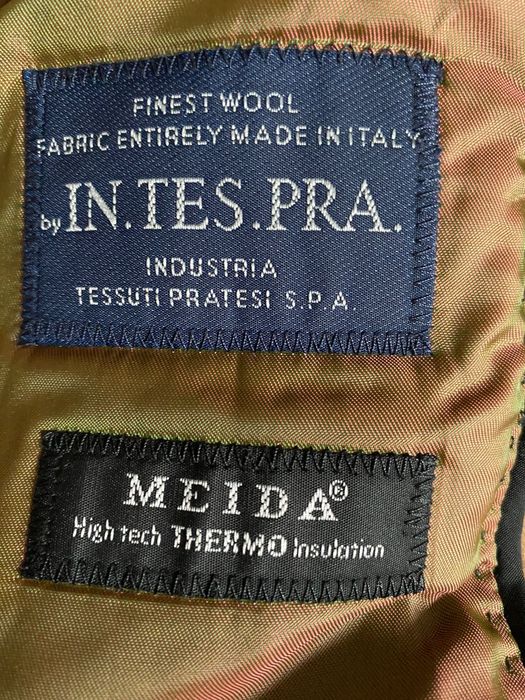 FINEST WOOL
FABRIC ENTIRELY MADE IN ITALY
by IN.TES.PRA.
INDUSTRIA
TESSUTI PRATESI S.P.A.
MEIDA®
High tech THERMO Insulation